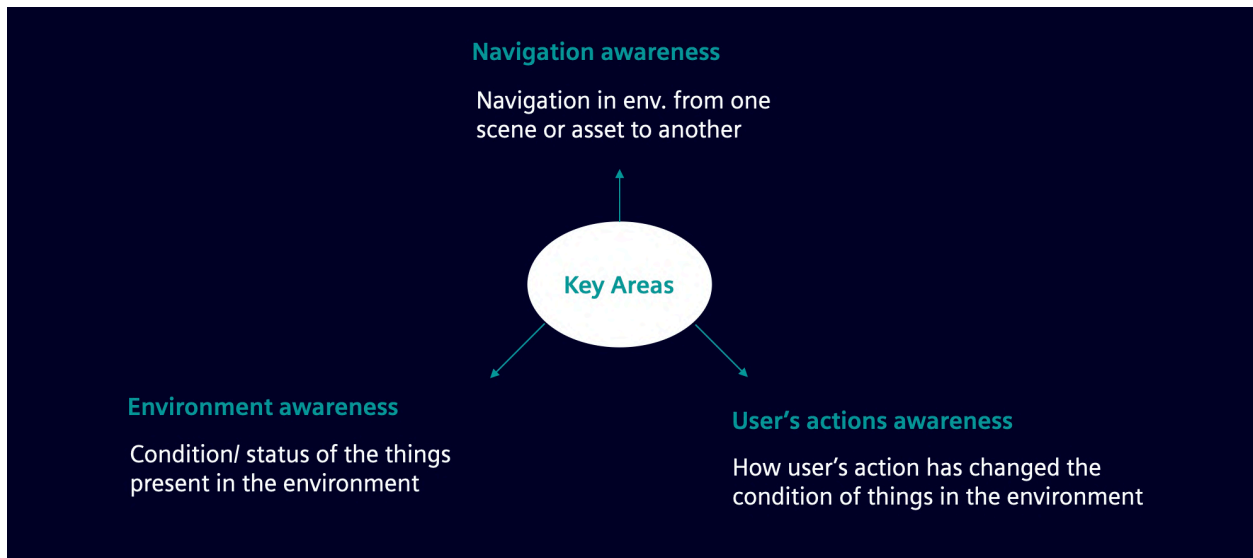 Navigation awareness
Navigation in env. from one
scene or asset to another
Key Areas
Environment awareness
Condition/ status of the things
present in the environment
User’s actions awareness
How user’s action has changed the
condition of things in the environment